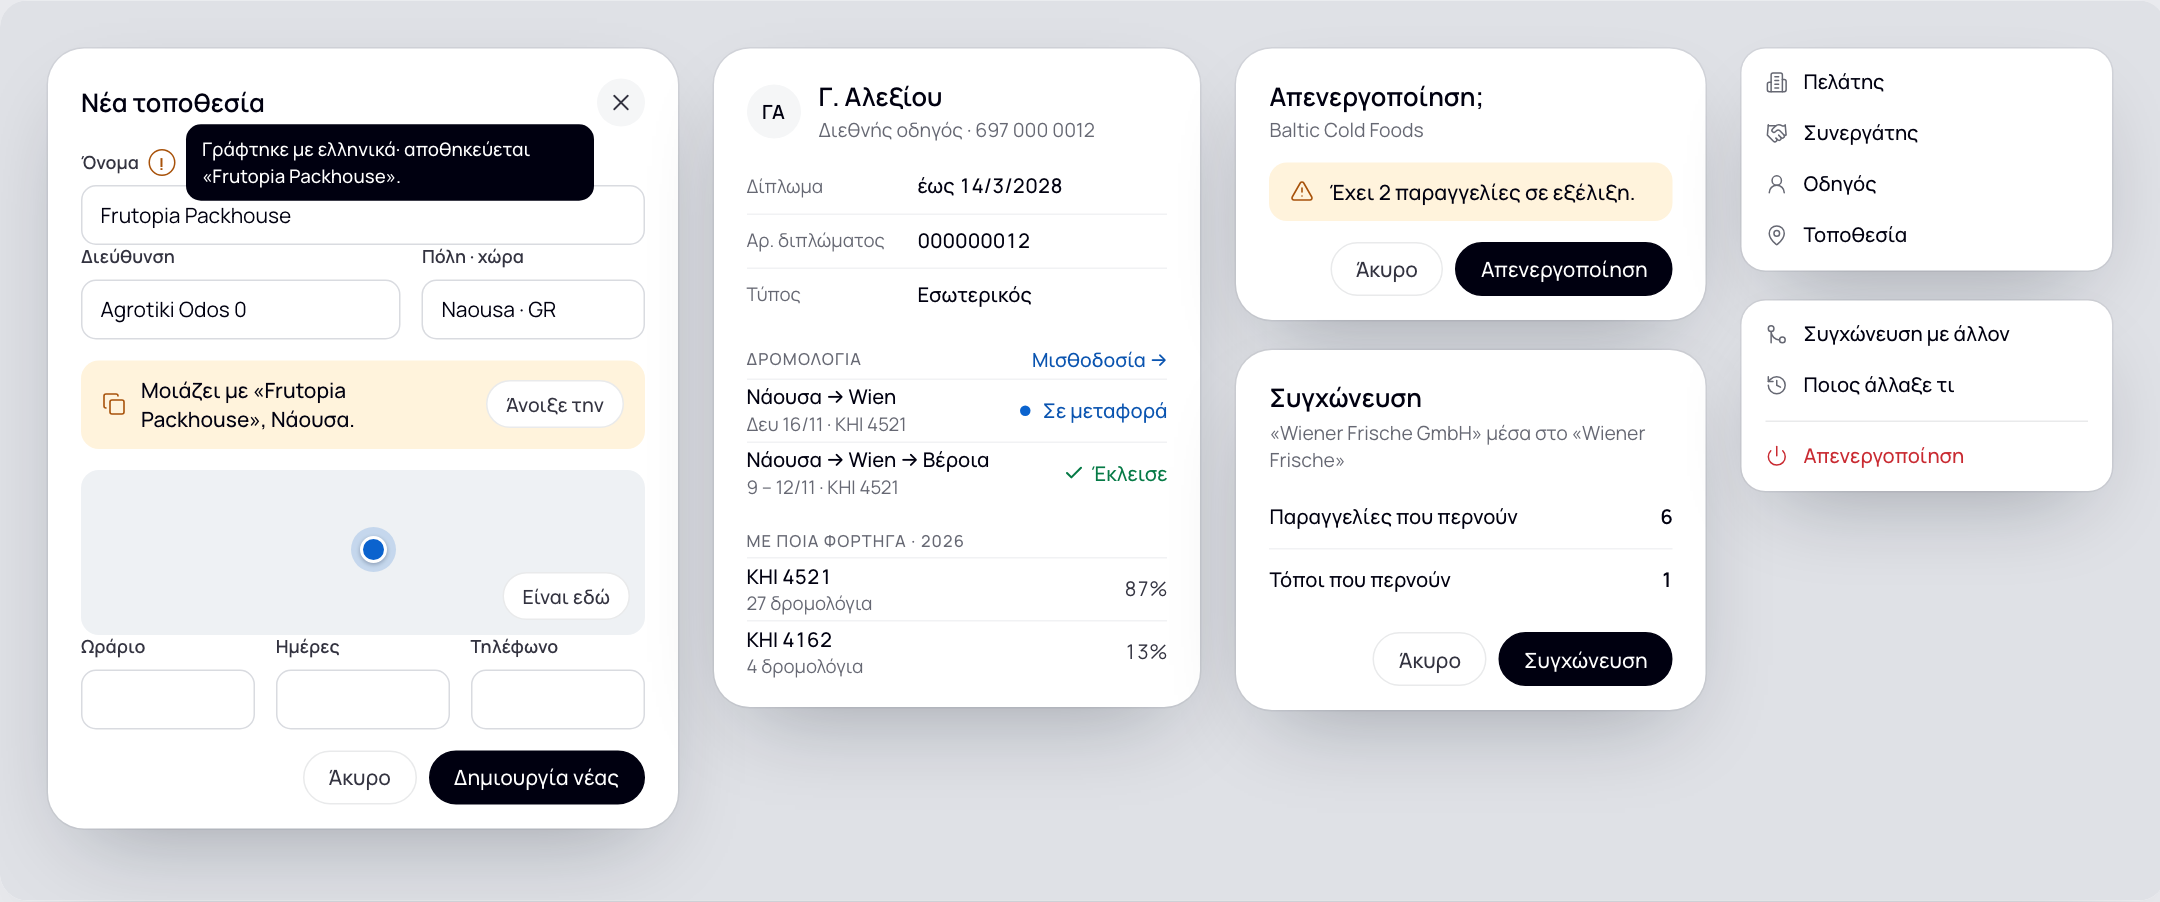 Νέα τοποθεσία
Όνομα
Γράφτηκε με ελληνικά· αποθηκεύεται
«Frutopia Packhouse».
Frutopia Packhouse
Διεύθυνση
Πόλη · χώρα
Agrotiki Odos 0
Naousa · GR
Μοιάζει με «Frutopia
Packhouse», Νάουσα.
Άνοιξε την
Είναι εδώ
Ωράριο
Ημέρες
Τηλέφωνο
Άκυρο
Δημιουργία νέας
ΓΑ
Γ. Αλεξίου
Διεθνής οδηγός · 697 000 0012
Δίπλωμα
έως 14/3/2028
Αρ. διπλώματος
000000012
Τύπος
Εσωτερικός
ΔΡΟΜΟΛΟΓΙΑ
Μισθοδοσία →
Νάουσα → Wien
Δευ 16/11 · ΚΗΙ 4521
Σε μεταφορά
Νάουσα → Wien → Βέροια
9 – 12/11 · ΚΗΙ 4521
Έκλεισε
ΜΕ ΠΟΙΑ ΦΟΡΤΗΓΑ · 2026
ΚΗΙ 4521
27 δρομολόγια
87%
ΚΗΙ 4162
4 δρομολόγια
13%
Απενεργοποίηση;
Baltic Cold Foods
Έχει 2 παραγγελίες σε εξέλιξη.
Άκυρο
Απενεργοποίηση
Συγχώνευση
«Wiener Frische GmbH» μέσα στο «Wiener
Frische»
Παραγγελίες που περνούν
6
Τόποι που περνούν
1
Άκυρο
Συγχώνευση
Πελάτης
Συνεργάτης
Οδηγός
Τοποθεσία
Συγχώνευση με άλλον
Ποιος άλλαξε τι
Απενεργοποίηση